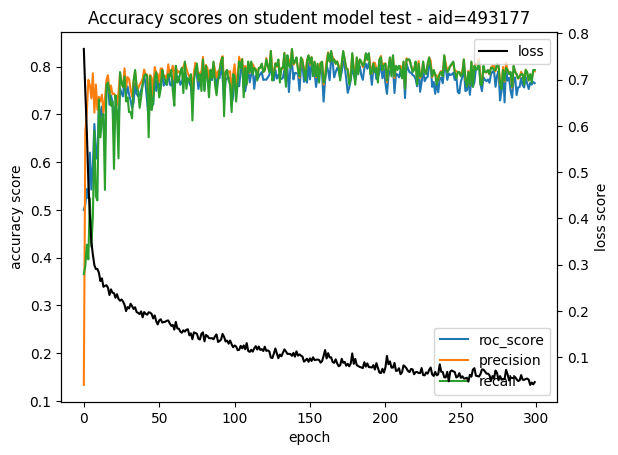 Accuracy scores on student model test - aid=493177
loss
0.8
0.7
0.6
0.5
0.4
0.3
0.2
0.1
accuracy score
0.8
0.7
0.6
0.5
0.4
0.3
0.2
0.1
loss score
roc_score
precision
recall
0
50
100
150
200
250
300
epoch